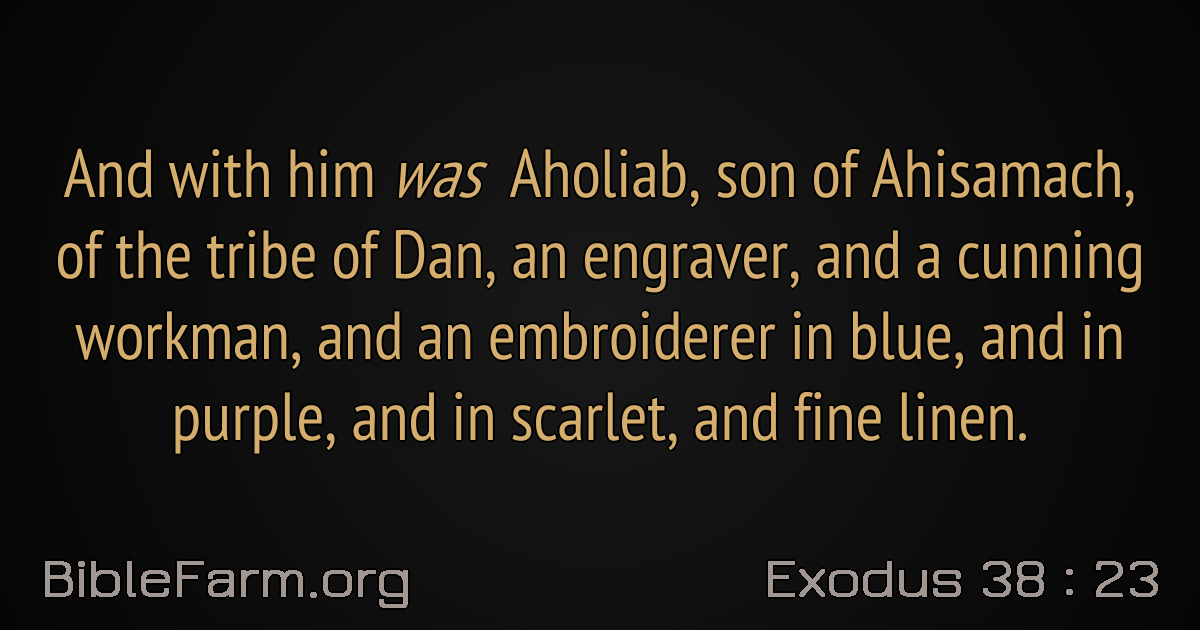 And with him was Aholiab, son of Ahisamach,
of the tribe of Dan, an engraver, and a cunning
workman, and an embroiderer in blue, and in
purple, and in scarlet, and fine linen.
BibleFarm.org
Exodus 38 : 23